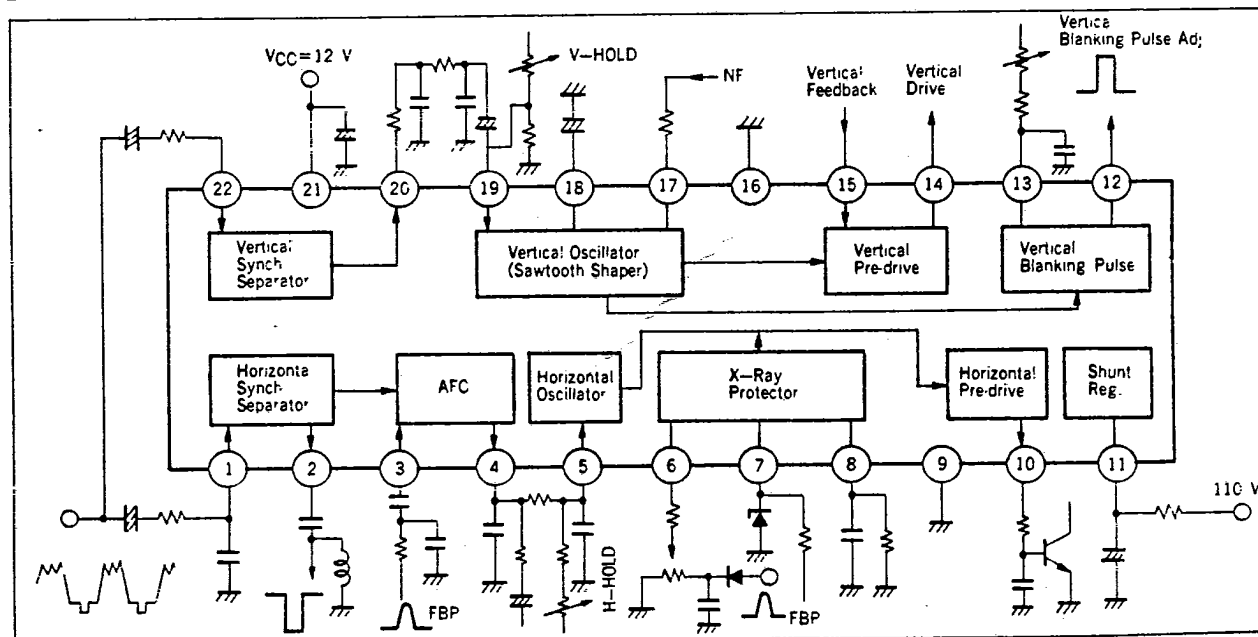 VCC=12 V
V-HOLD
NF
Vertical
Feedback
Vertical
Drive
Vertica
Blanking Pulse Adj
22
21
20
19
18
17
16
15
14
13
12
Vertical
Synch
Separator
Vertical Oscillator
(Sawtooth Shaper)
Vertical
Pre-drive
Vertical
Blanking Pulse
Horizonta
Synch
Separator
AFC
Horizontal
Oscillator
X-Ray
Protector
Horizontal
Pre-drive
Shunt
Reg.
1
2
3
4
5
6
7
8
9
10
11
110 V
FBP
H-HOLD
FBP